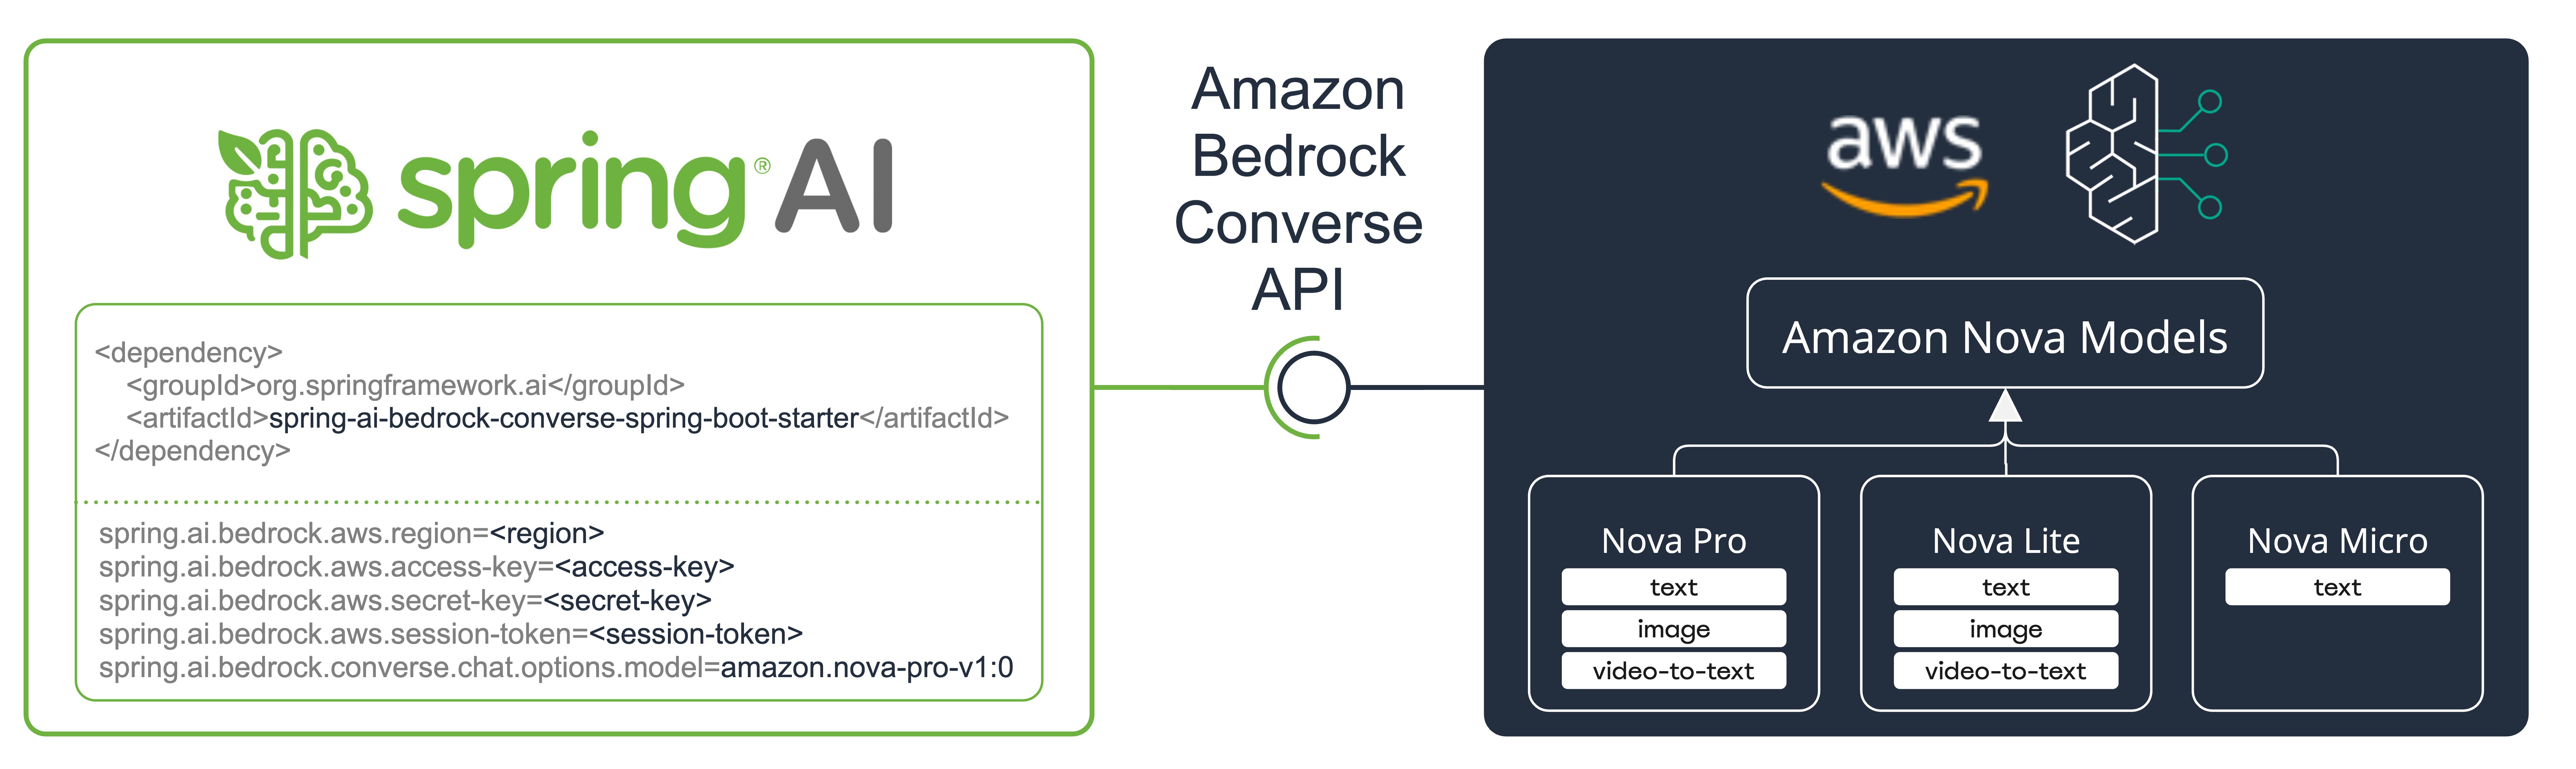 spring® AI
<dependency>
<groupId>org.springframework.ai</groupId>
<artifactId>spring-ai-bedrock-converse-spring-boot-starter</artifactId>
</dependency>
spring.ai.bedrock.aws.region=<region>
spring.ai.bedrock.aws.access-key=<access-key>
spring.ai.bedrock.aws.secret-key=<secret-key>
spring.ai.bedrock.aws.session-token=<session-token>
spring.ai.bedrock.converse.chat.options.model=amazon.nova-pro-v1:0
Amazon
Bedrock
Converse
API
aws
Amazon Nova Models
Nova Pro
text
image
video-to-text
Nova Lite
text
image
video-to-text
Nova Micro
text